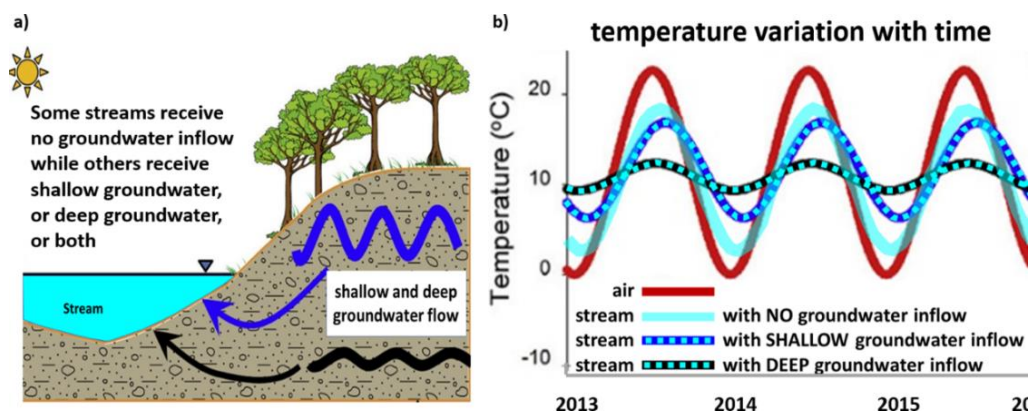 a)
Some streams receive
no groundwater inflow
while others receive
shallow groundwater,
or deep groundwater,
or both
Stream
shallow and deep
groundwater flow
b)
temperature variation with time
Temperature (ºC)
20
10
0
-10
air
stream with NO groundwater inflow
stream with SHALLOW groundwater inflow
stream with DEEP groundwater inflow
2013 2014 2015 20